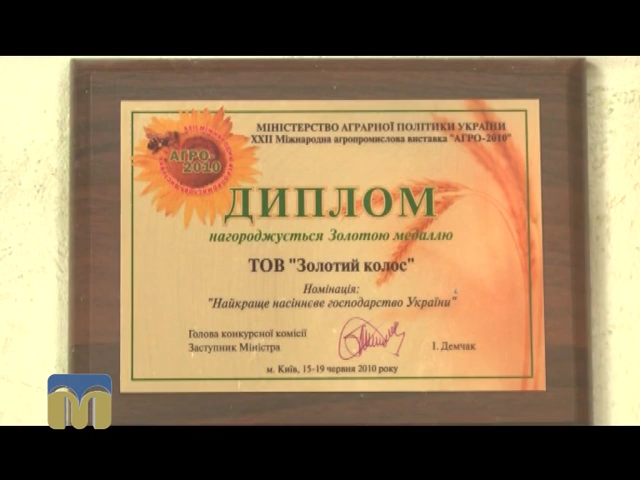 МІНІСТЕРСТВО АГРАРНОЇ ПОЛІТИКИ УКРАЇНИ
XXII Міжнародна агропромислова виставка "АГРО-2010"
АГРО-
2010
ДИПЛОМ
нагороджується Золотою медаллю
ТОВ "Золотий колос"
Номінація:
"Найкраще насіннєве господарство України"
Голова конкурсної комісії
Заступник Міністра І. Демчак
м. Київ, 15-19 червня 2010 року